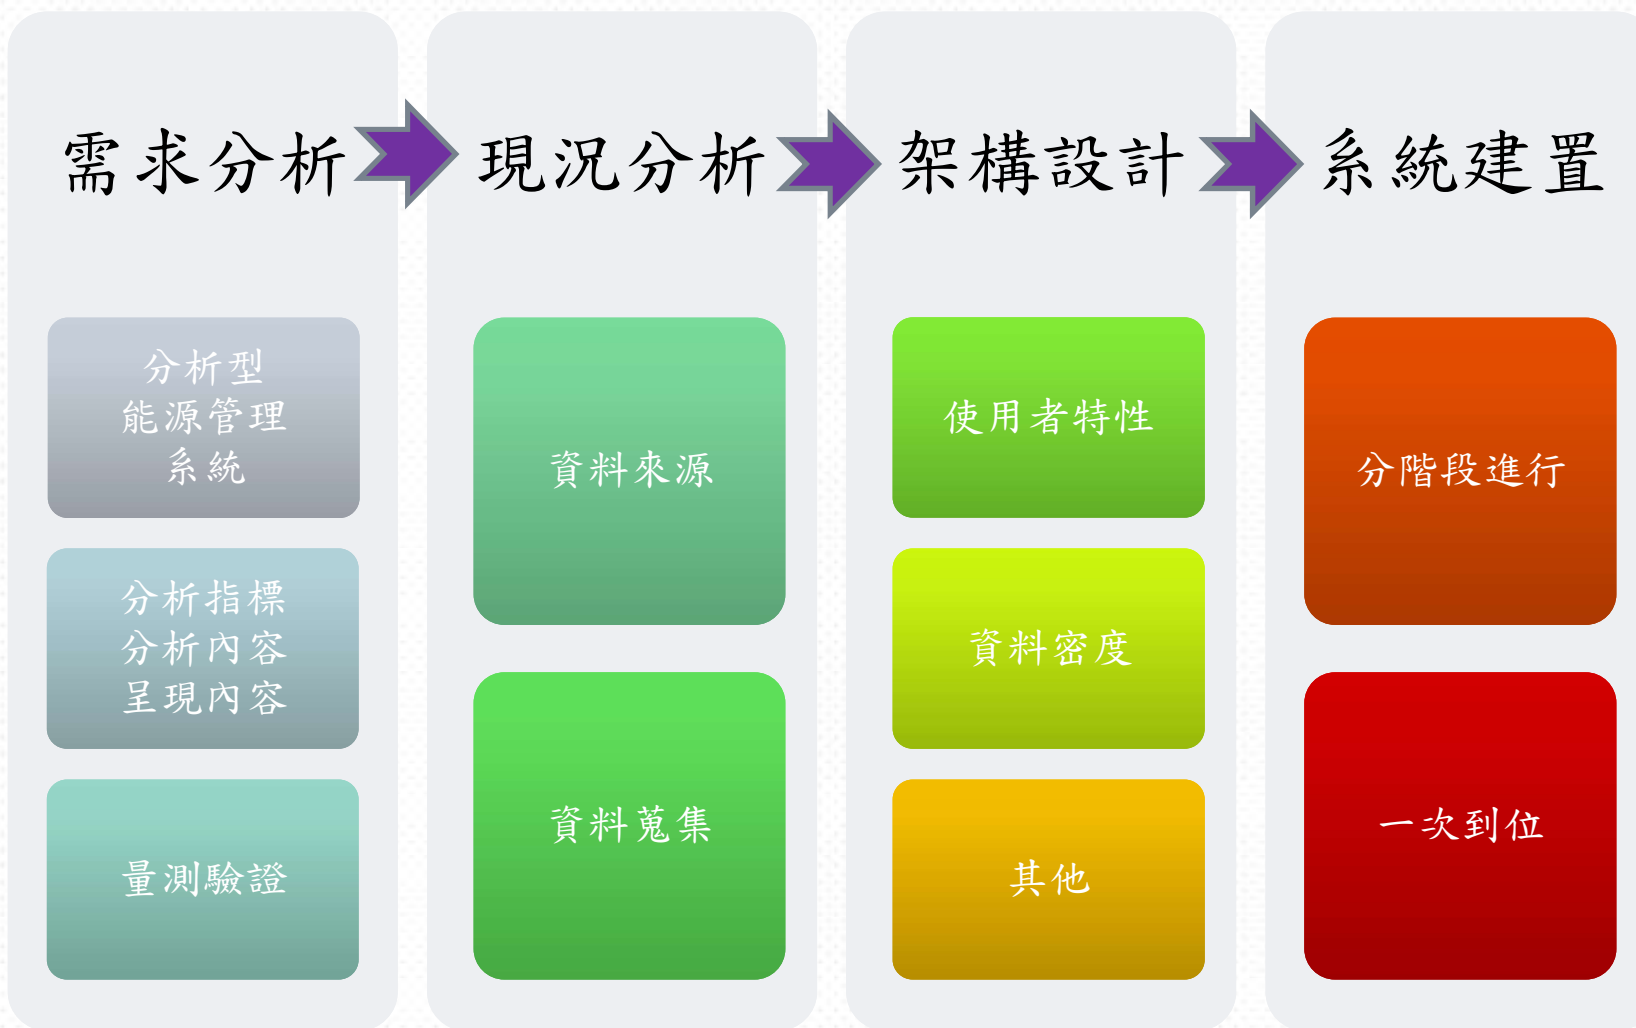 需求分析
現況分析
架構設計
系統建置
分析型
能源管理
系統
分析指標
分析內容
呈現內容
量測驗證
資料來源
資料蒐集
使用者特性
資料密度
其他
分階段進行
一次到位